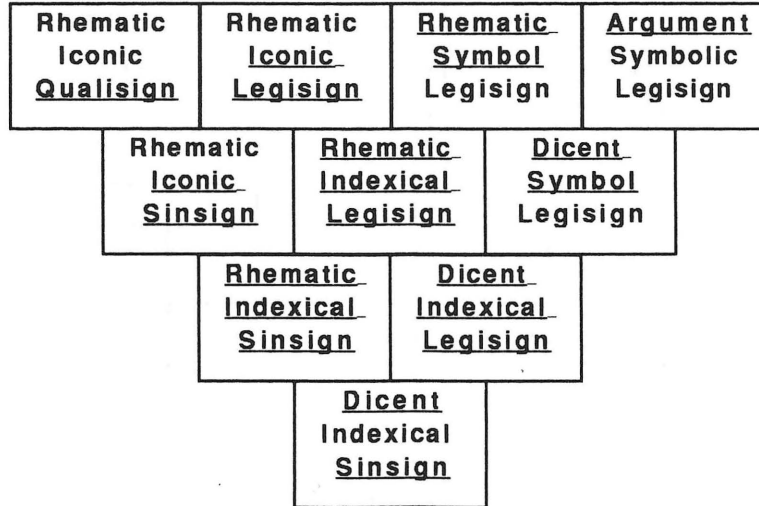 Rhematic
Iconic
Qualisign
Rhematic
Iconic
Legisign
Rhematic
Symbol
Legisign
Argument
Symbolic
Legisign
Rhematic
Iconic
Sinsign
Rhematic
Indexical
Legisign
Dicent
Symbol
Legisign
Rhematic
Indexical
Sinsign
Dicent
Indexical
Legisign
Dicent
Indexical
Sinsign